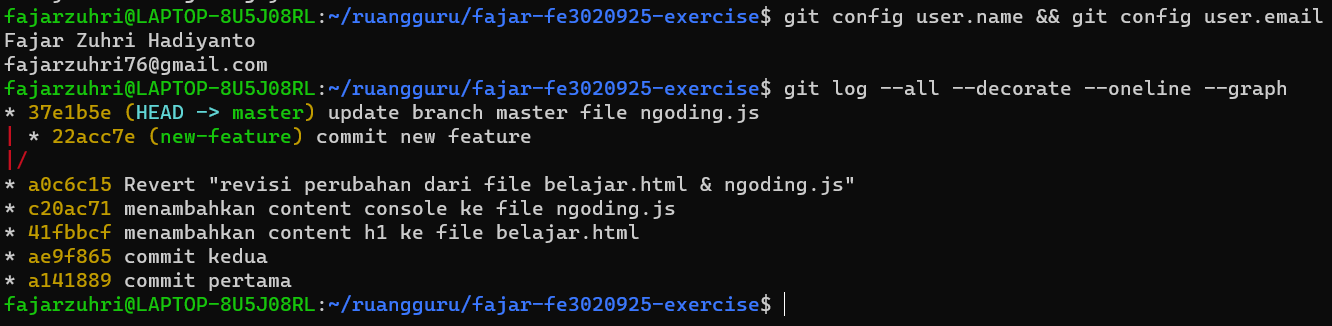 fajarzuhri@LAPTOP-8U5J08RL:~/ruangguru/fajar-fe3020925-exercise$ git config user.name && git config user.email
Fajar Zuhri Hadiyanto
fajarzuhri76@gmail.com
fajarzuhri@LAPTOP-8U5J08RL:~/ruangguru/fajar-fe3020925-exercise$ git log --all --decorate --oneline --graph
* 37e1b5e (HEAD -> master) update branch master file ngoding.js
| * 22acc7e (new-feature) commit new feature
|/
* a0c6c15 Revert "revisi perubahan dari file belajar.html & ngoding.js"
* c20ac71 menambahkan content console ke file ngoding.js
* 41fbbcf menambahkan content h1 ke file belajar.html
* ae9f865 commit kedua
* a141889 commit pertama
fajarzuhri@LAPTOP-8U5J08RL:~/ruangguru/fajar-fe3020925-exercise$